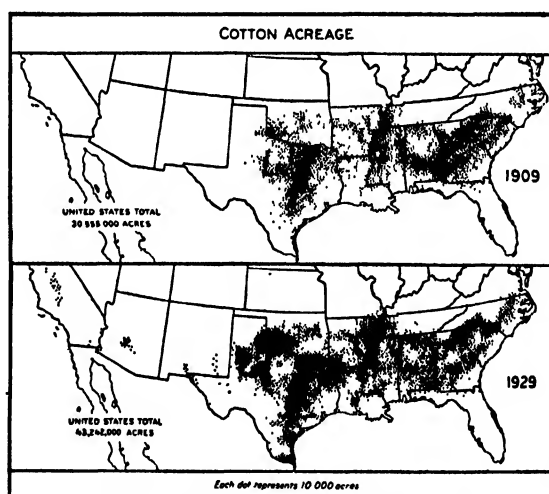 COTTON ACREAGE
1909
UNITED STATES TOTAL
30 555 000 ACRES
1929
UNITED STATES TOTAL
43,242,000 ACRES
Each dot represents 10 000 acres